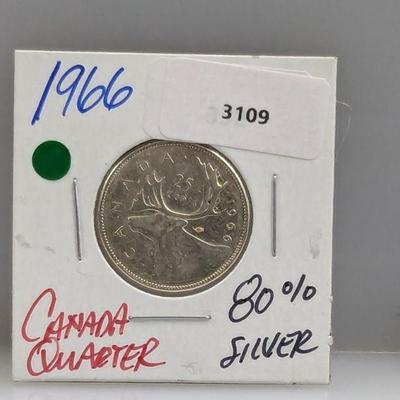 1966
3109
CANADA
25
1966
CANADA
QUARTER
80%
SILVER